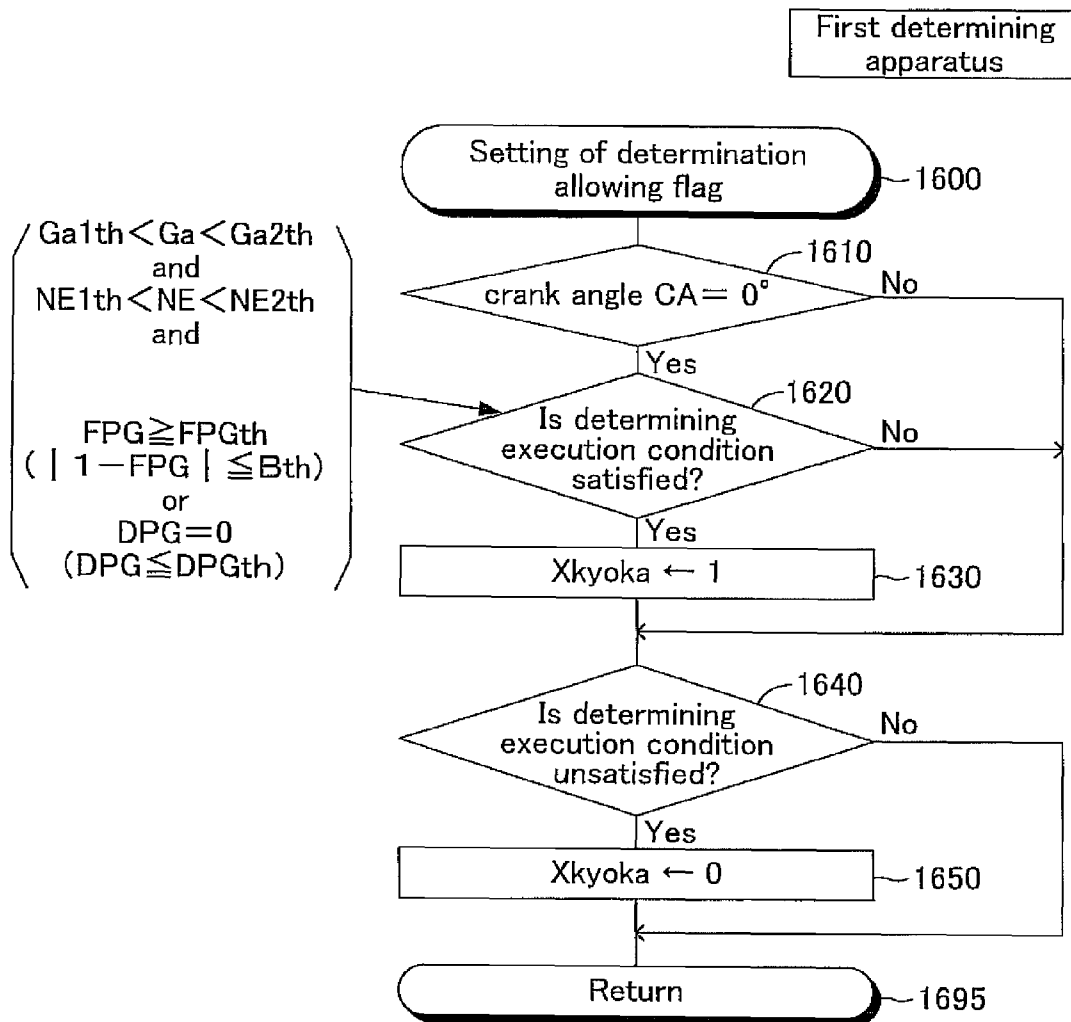 First determining
apparatus
Setting of determination
allowing flag
1600
Ga1th＜Ga＜Ga2th
and
NE1th＜NE＜NE2th
and
FPG≧FPGth
(｜1－FPG｜≦Bth)
or
DPG＝0
(DPG≦DPGth)
1610
crank angle CA＝ 0°
No
Yes
1620
Is determining
execution condition
satisfied?
No
Yes
Xkyoka ← 1
1630
1640
Is determining
execution condition
unsatisfied?
No
Yes
Xkyoka ← 0
1650
Return
1695